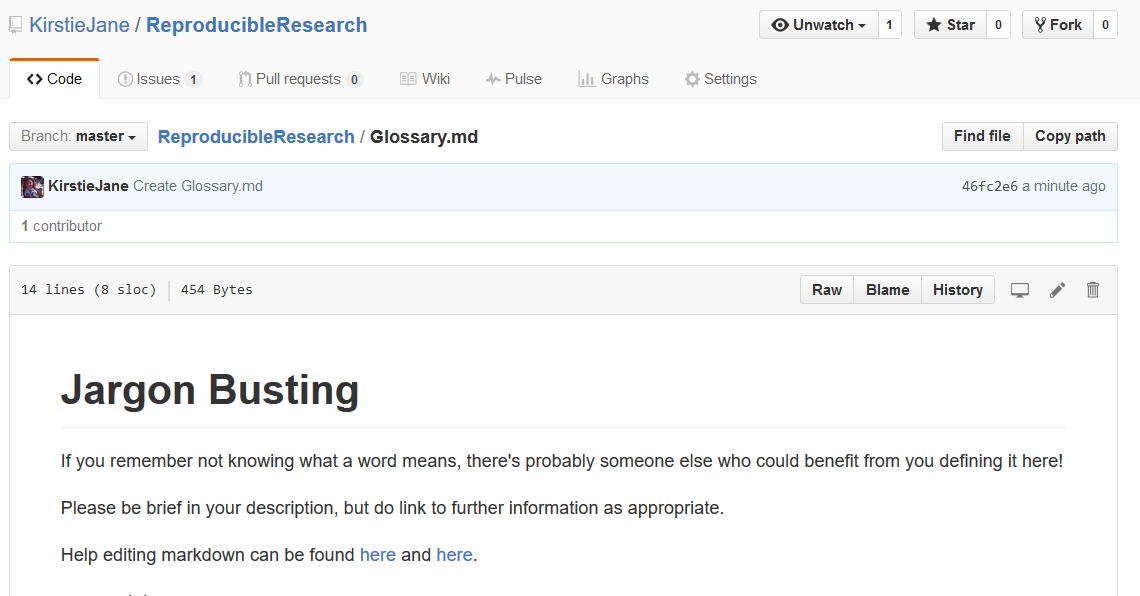 KirstieJane / ReproducibleResearch
Unwatch 1 Star 0 Fork 0
Code Issues 1 Pull requests 0 Wiki Pulse Graphs Settings
Branch: master ReproducibleResearch / Glossary.md Find file Copy path
KirstieJane Create Glossary.md 46fc2e6 a minute ago
1 contributor
14 lines (8 sloc) 454 Bytes Raw Blame History
Jargon Busting
If you remember not knowing what a word means, there's probably someone else who could benefit from you defining it here!
Please be brief in your description, but do link to further information as appropriate.
Help editing markdown can be found here and here.